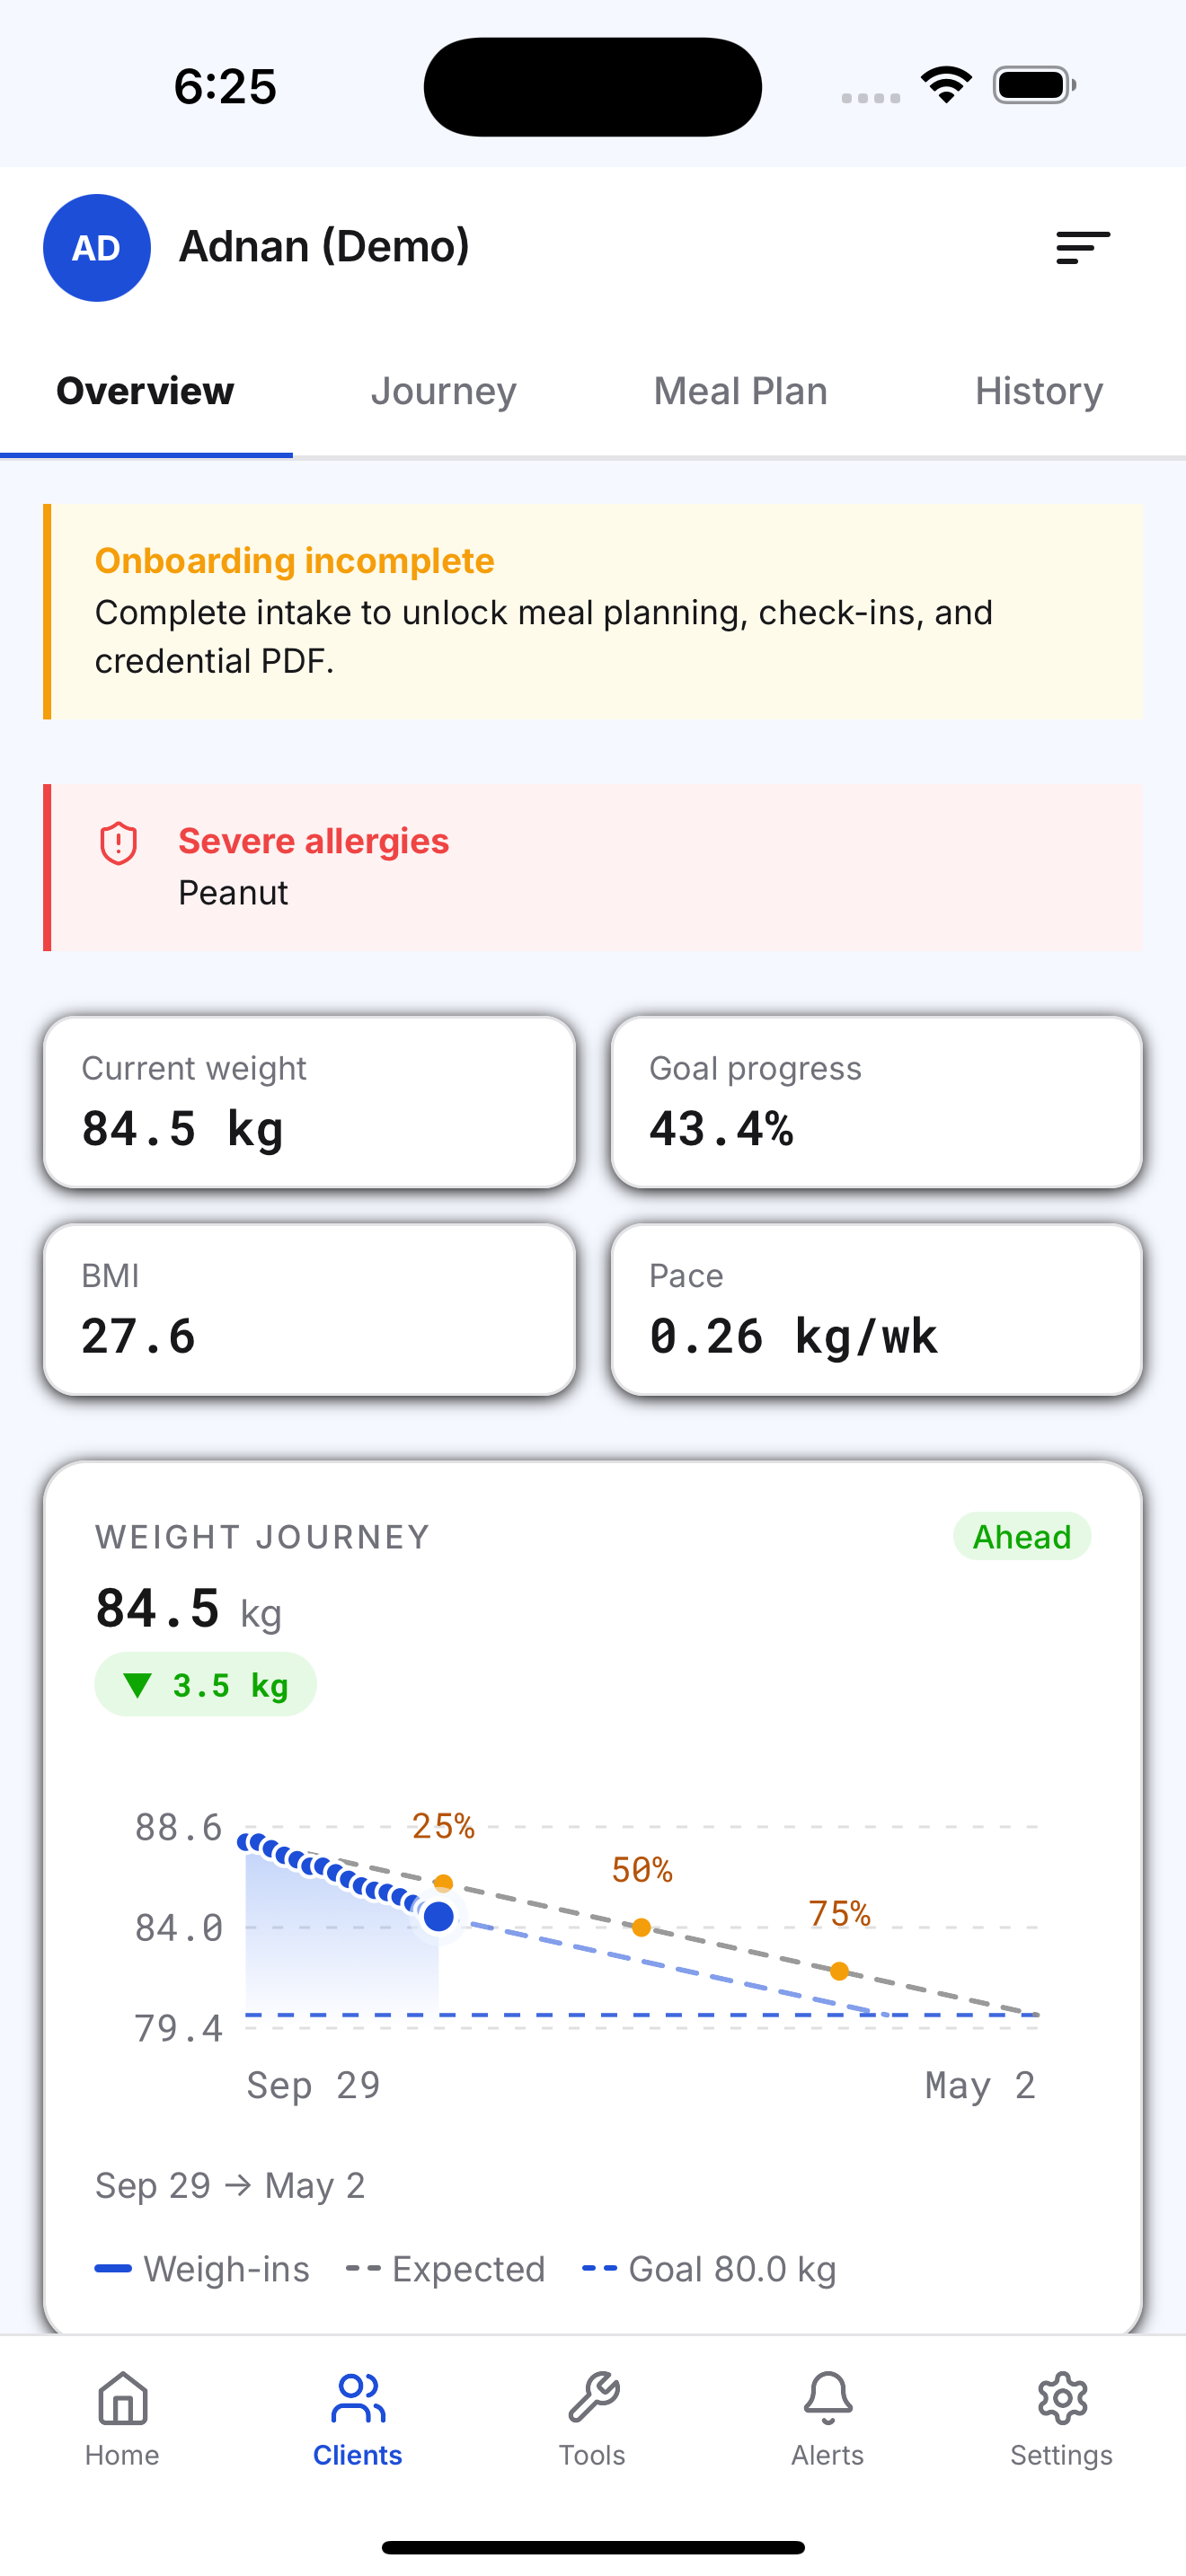 6:25
AD
Adnan (Demo)
Overview
Journey
Meal Plan
History
Onboarding incomplete
Complete intake to unlock meal planning, check-ins, and
credential PDF.
Severe allergies
Peanut
Current weight
84.5 kg
Goal progress
43.4%
BMI
27.6
Pace
0.26 kg/wk
WEIGHT JOURNEY
Ahead
84.5 kg
▼ 3.5 kg
88.6
25%
50%
75%
84.0
79.4
Sep 29
May 2
Sep 29 → May 2
Weigh-ins
Expected
Goal 80.0 kg
Home
Clients
Tools
Alerts
Settings